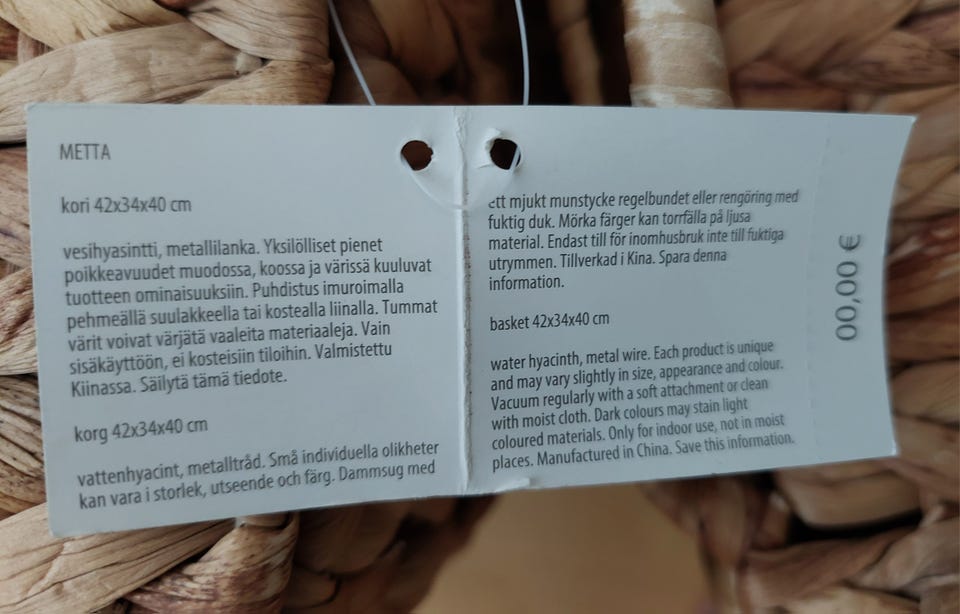 METTA
kori 42x34x40 cm
vesihyasintti, metallilanka. Yksilölliset pienet
poikkeavuudet muodossa, koossa ja värissä kuuluvat
tuotteen ominaisuuksiin. Puhdistus imuroimalla
pehmeällä suulakkeella tai kostealla liinalla. Tummat
värit voivat värjätä vaaleita materiaaleja. Vain
sisäkäyttöön, ei kosteisiin tiloihin. Valmistettu
Kiinassa. Säilytä tämä tiedote.
korg 42x34x40 cm
vattenhyacint, metalltråd. Små individuella olikheter
kan vara i storlek, utseende och färg. Dammsug med
ett mjukt munstycke regelbundet eller rengöring med
fuktig duk. Mörka färger kan torrfälla på ljusa
material. Endast till för inomhusbruk inte till fuktiga
utrymmen. Tillverkad i Kina. Spara denna
information.
basket 42x34x40 cm
water hyacinth, metal wire. Each product is unique
and may vary slightly in size, appearance and colour.
Vacuum regularly with a soft attachment or clean
with moist cloth. Dark colours may stain light
coloured materials. Only for indoor use, not in moist
places. Manufactured in China. Save this information.
00,00 €